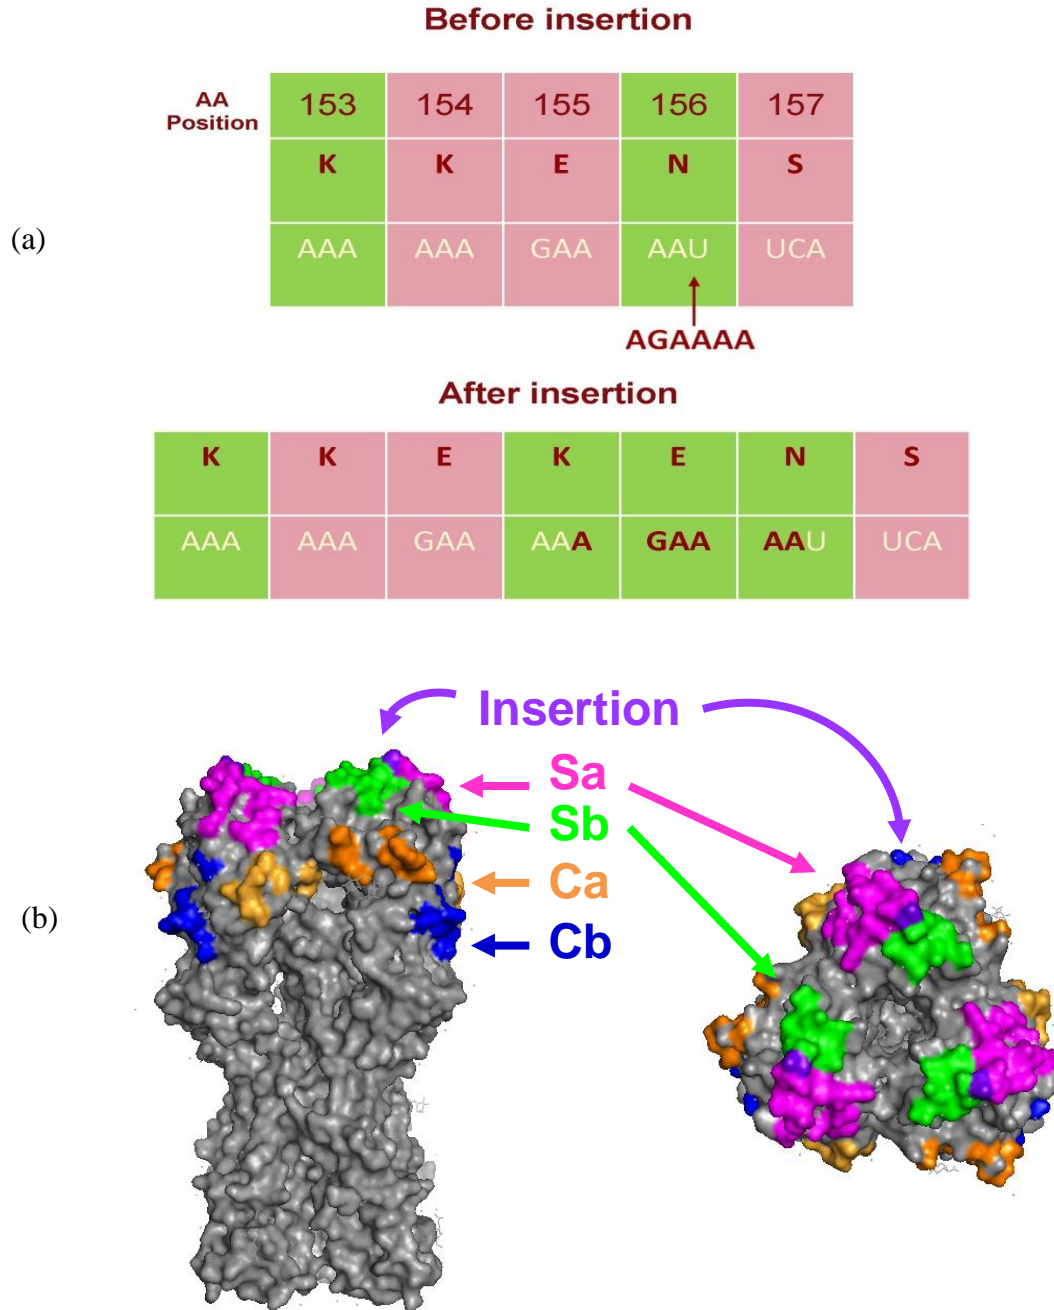 Before insertion
AA Position 153 154 155 156 157
K K E N S
(a)
AAA AAA GAA AAU UCA
AGAAAA
After insertion
K K E K E N S
AAA AAA GAA AAA GAA AAU UCA
Insertion
Sa
Sb
Ca
(b)
Cb